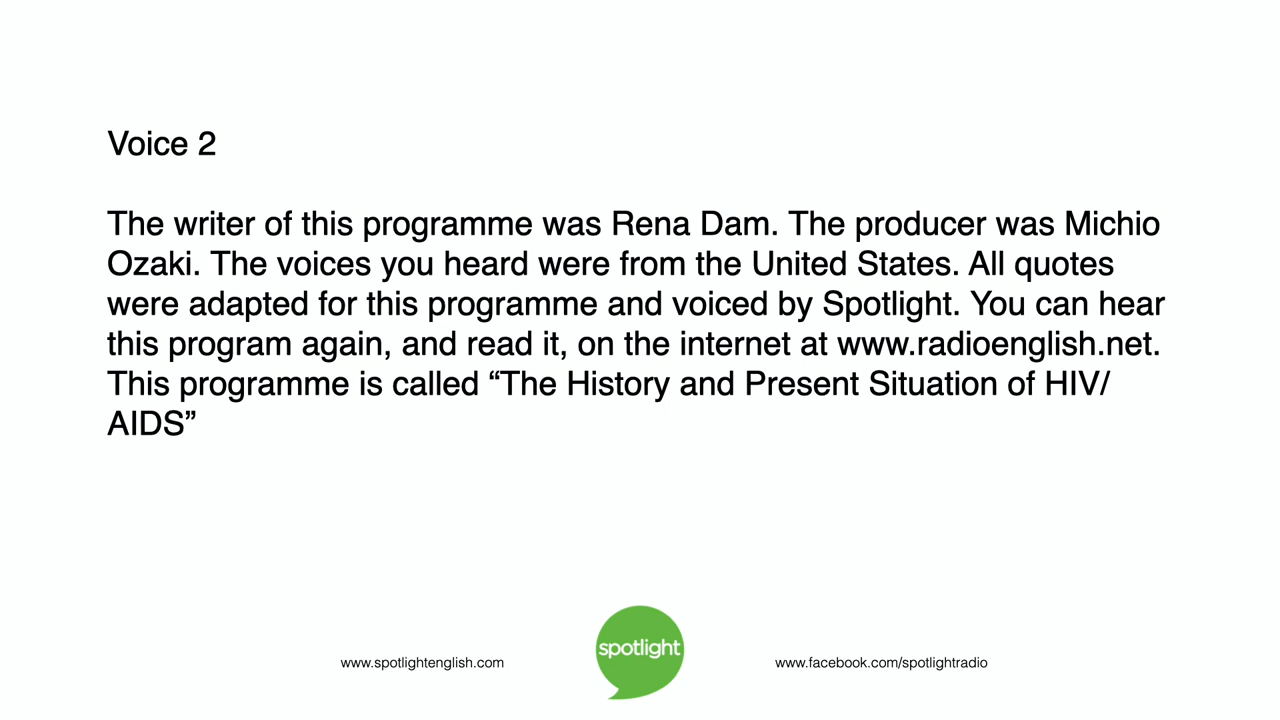 Voice 2
The writer of this programme was Rena Dam. The producer was Michio
Ozaki. The voices you heard were from the United States. All quotes
were adapted for this programme and voiced by Spotlight. You can hear
this program again, and read it, on the internet at www.radioenglish.net.
This programme is called “The History and Present Situation of HIV/
AIDS”
www.spotlightenglish.com
spotlight
www.facebook.com/spotlightradio